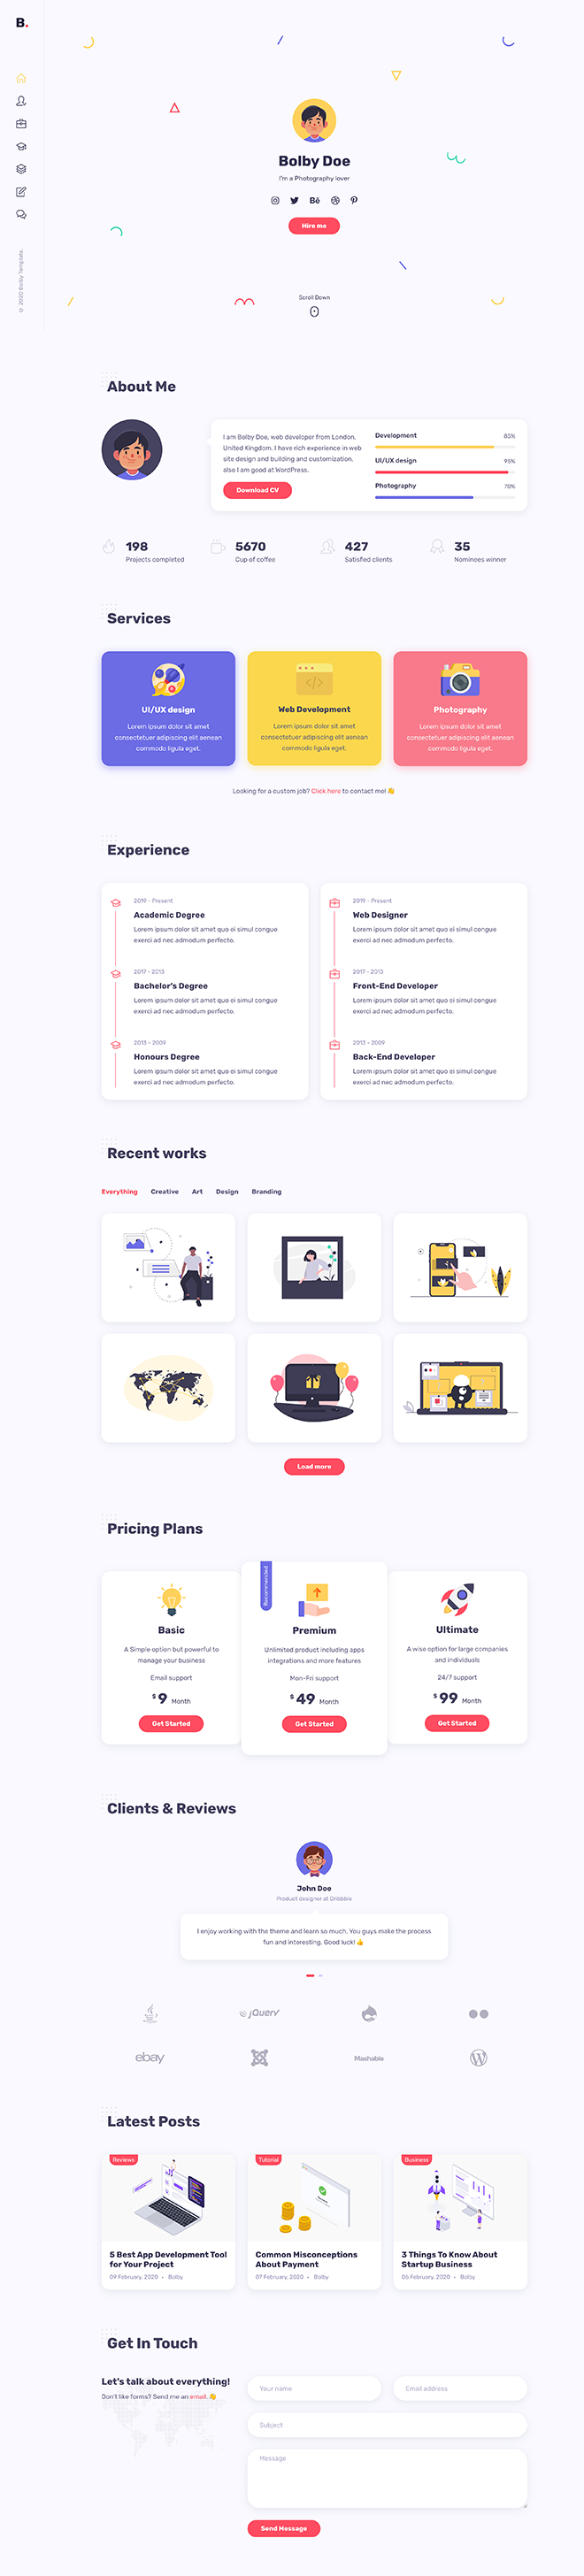 B.
© 2020 Bolby Template.
Bolby Doe
I'm a Photography lover
Bē
Hire me
Scroll Down
About Me
I am Bolby Doe, web developer from London,
United Kingdom. I have rich experience in web
site design and building and customization,
also I am good at WordPress.
Download CV
Development 85%
UI/UX design 95%
Photography 70%
198
Projects completed
5670
Cup of coffee
427
Satisfied clients
35
Nominees winner
Services
UI/UX design
Lorem ipsum dolor sit amet
consectetuer adipiscing elit aenean
commodo ligula eget.
Web Development
Lorem ipsum dolor sit amet
consectetuer adipiscing elit aenean
commodo ligula eget.
Photography
Lorem ipsum dolor sit amet
consectetuer adipiscing elit aenean
commodo ligula eget.
Looking for a custom job? Click here to contact me! 👋
Experience
2019 - Present
Academic Degree
Lorem ipsum dolor sit amet quo ei simul congue
exerci ad nec admodum perfecto.
2017 - 2013
Bachelor's Degree
Lorem ipsum dolor sit amet quo ei simul congue
exerci ad nec admodum perfecto.
2013 - 2009
Honours Degree
Lorem ipsum dolor sit amet quo ei simul congue
exerci ad nec admodum perfecto.
2019 - Present
Web Designer
Lorem ipsum dolor sit amet quo ei simul congue
exerci ad nec admodum perfecto.
2017 - 2013
Front-End Developer
Lorem ipsum dolor sit amet quo ei simul congue
exerci ad nec admodum perfecto.
2013 - 2009
Back-End Developer
Lorem ipsum dolor sit amet quo ei simul congue
exerci ad nec admodum perfecto.
Recent works
Everything Creative Art Design Branding
Load more
Pricing Plans
Basic
A Simple option but powerful to
manage your business
Email support
$ 9 Month
Get Started
Recommended
Premium
Unlimited product including apps
integrations and more features
Mon-Fri support
$ 49 Month
Get Started
Ultimate
A wise option for large companies
and individuals
24/7 support
$ 99 Month
Get Started
Clients & Reviews
John Doe
Product designer at Dribbble
I enjoy working with the theme and learn so much. You guys make the process
fun and interesting. Good luck! 👍
jQuery
ebay
Mashable
Latest Posts
Reviews
5 Best App Development Tool
for Your Project
09 February, 2020 • Bolby
Tutorial
Common Misconceptions
About Payment
07 February, 2020 • Bolby
Business
3 Things To Know About
Startup Business
06 February, 2020 • Bolby
Get In Touch
Let's talk about everything!
Don't like forms? Send me an email. 👋
Your name
Email address
Subject
Message
Send Message